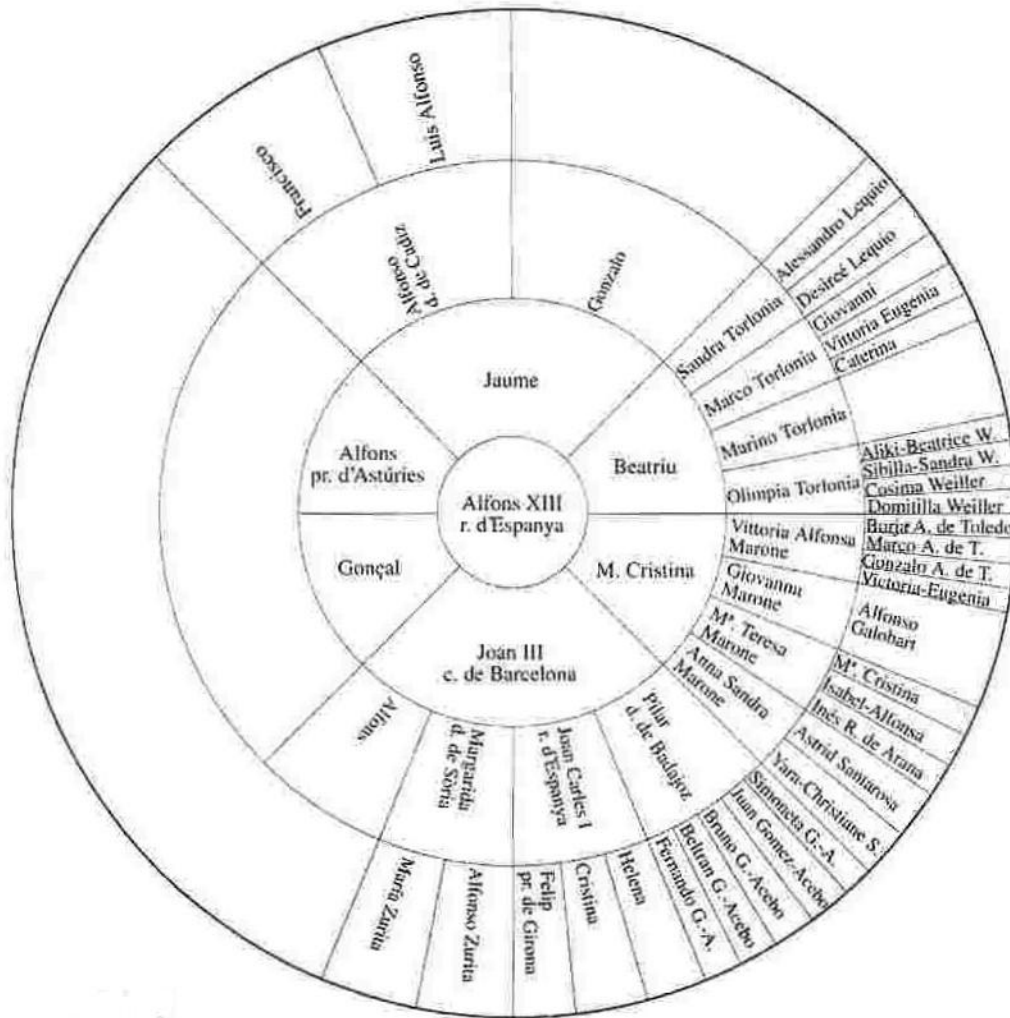 Alfons XIII
r. d'Espanya
Jaume
Beatriu
M. Cristina
Joan III
c. de Barcelona
Gonçal
Alfons
pr. d'Astúries
Alfonso
d. de Cadiz
Gonzalo
Sandra Torlonia
Marco Torlonia
Marino Torlonia
Olimpia Torlonia
Vittoria Alfonsa
Marone
Giovanna
Marone
Mª. Teresa
Marone
Anna Sandra
Marone
Pilar
d. de Badajoz
Joan Carles I
r. d'Espanya
Margarida
d. de Sòria
Alfons
Francisco
Luis Alfonso
Alessandro Lequio
Desireé Lequio
Giovanni
Vittoria Eugenia
Caterina
Aliki-Beatrice W.
Sibilla-Sandra W.
Cosima Weiller
Domitilla Weiller
Borja A. de Toledo
Marco A. de T.
Gonzalo A. de T.
Victoria-Eugenia
Alfonso
Galobart
Mª. Cristina
Isabel-Alfonsa
Inés R. de Arana
Astrid Santarosa
Yara-Christiane S.
Simoneta G.-A.
Juan Gomez-Acebo
Bruno G.-Acebo
Beltran G.-Acebo
Fernando G.-A.
Helena
Cristina
Felip
pr. de Girona
Alfonso Zurita
María Zurita